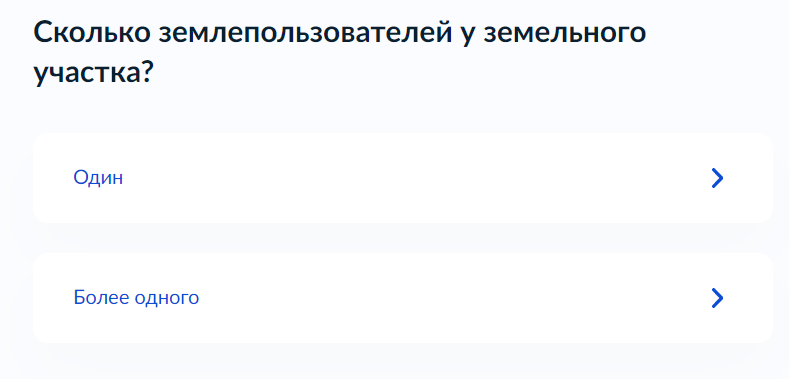 Сколько землепользователей у земельного
участка?
Один
Более одного